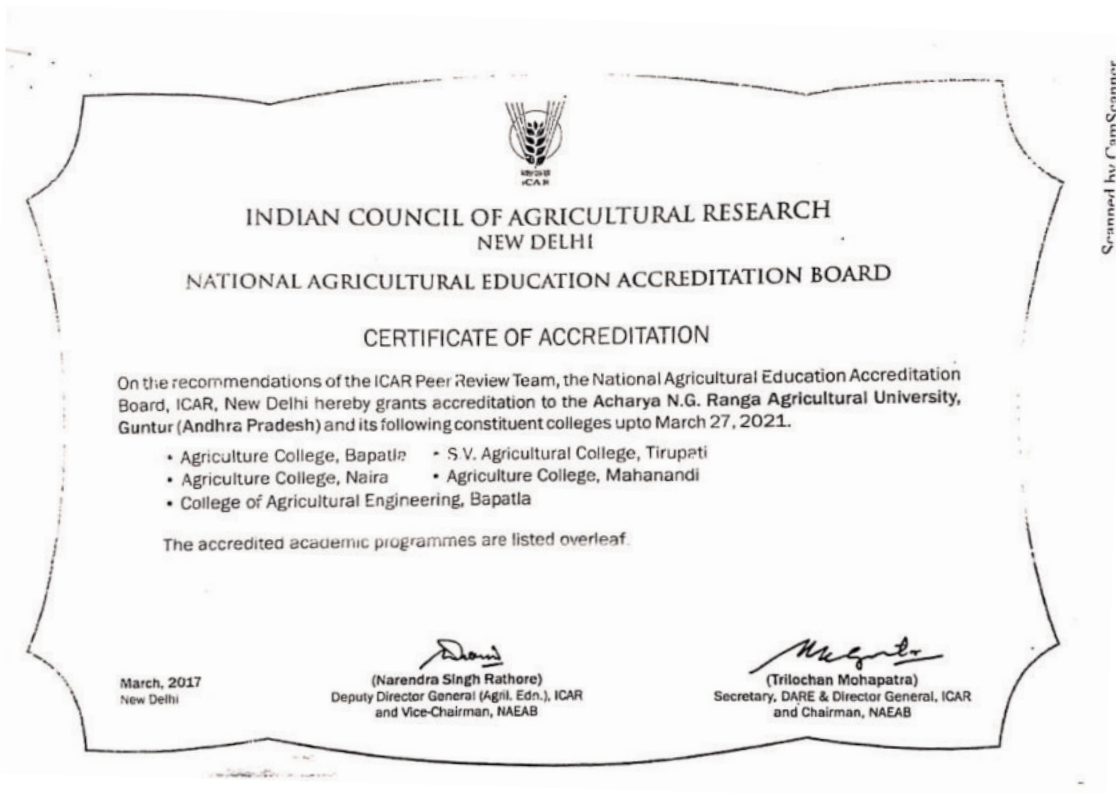 ICAR
INDIAN COUNCIL OF AGRICULTURAL RESEARCH
NEW DELHI
NATIONAL AGRICULTURAL EDUCATION ACCREDITATION BOARD
CERTIFICATE OF ACCREDITATION
On the recommendations of the ICAR Peer Review Team, the National Agricultural Education Accreditation
Board, ICAR, New Delhi hereby grants accreditation to the Acharya N.G. Ranga Agricultural University,
Guntur (Andhra Pradesh) and its following constituent colleges upto March 27, 2021.
• Agriculture College, Bapatla • S.V. Agricultural College, Tirupati
• Agriculture College, Naira • Agriculture College, Mahanandi
• College of Agricultural Engineering, Bapatla
The accredited academic programmes are listed overleaf.
March, 2017
New Delhi
(Narendra Singh Rathore)
Deputy Director General (Agril. Edn.), ICAR
and Vice-Chairman, NAEAB
(Trilochan Mohapatra)
Secretary, DARE & Director General, ICAR
and Chairman, NAEAB
Scanned by CamScanner